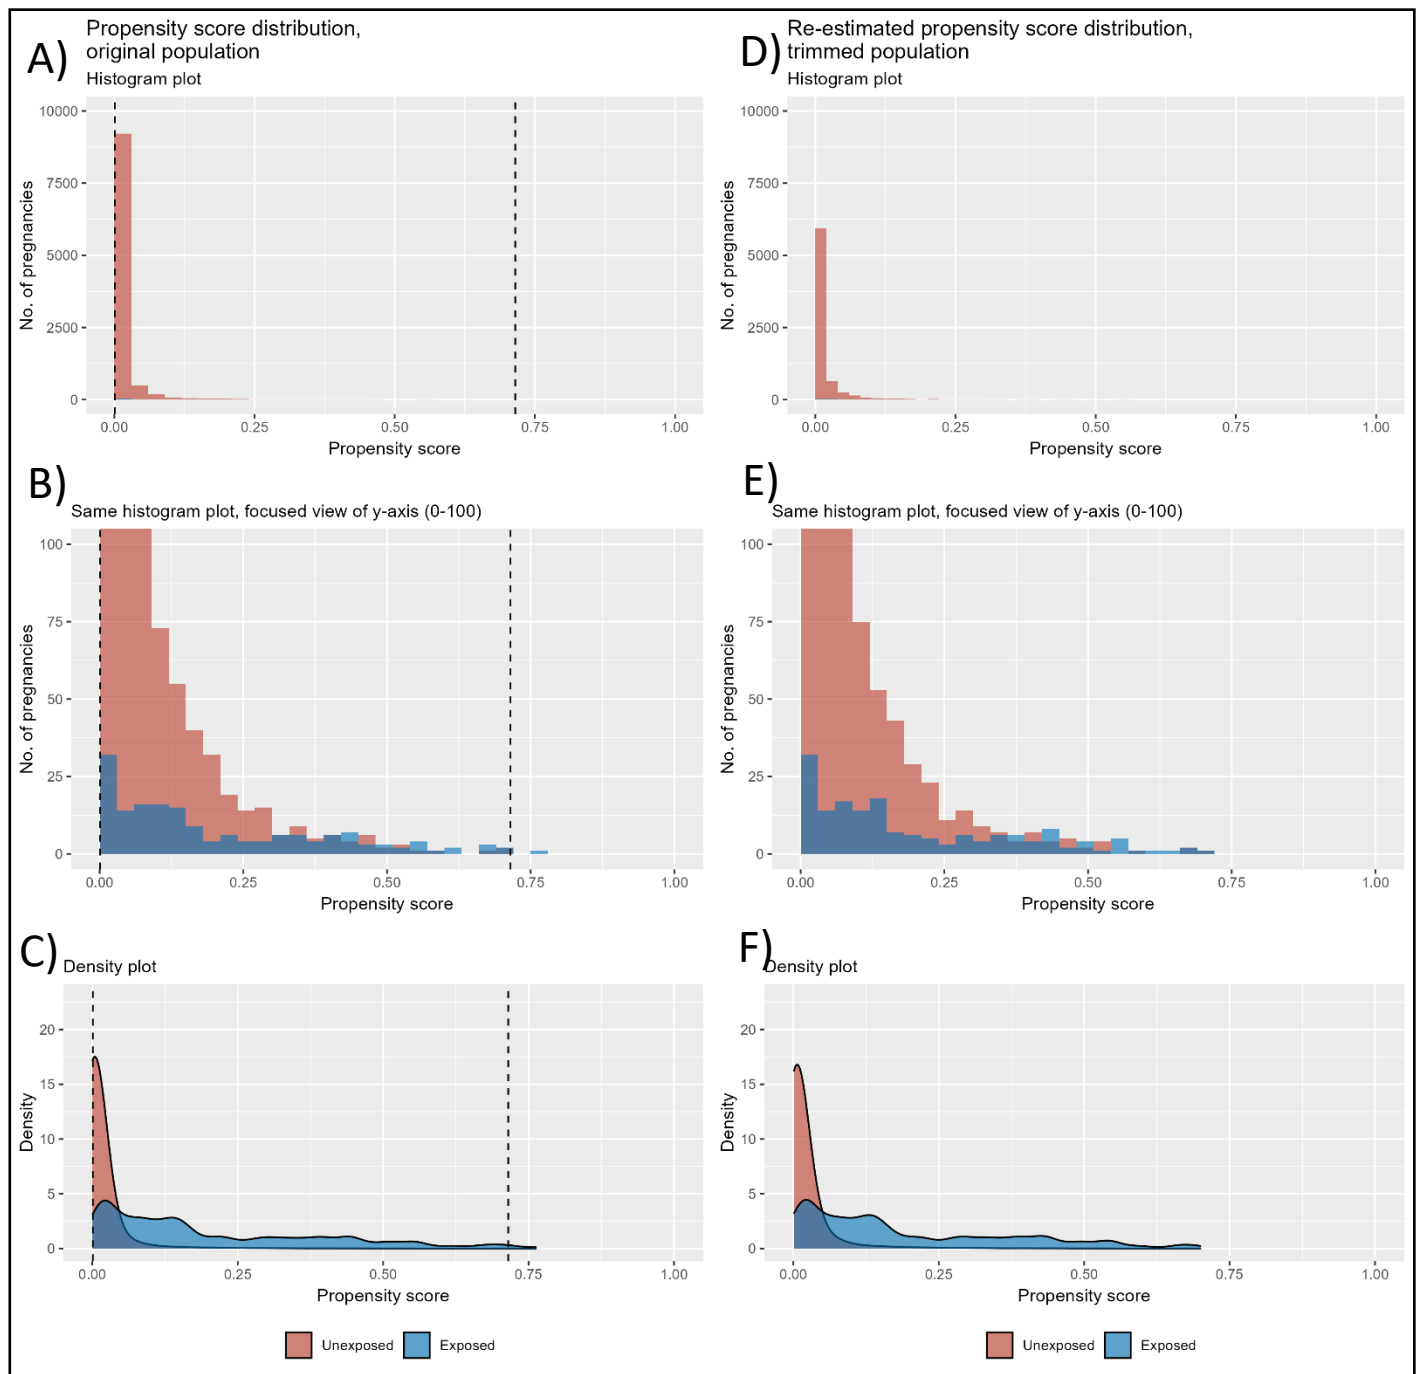 A)
Propensity score distribution,
original population
Histogram plot
10000
7500
5000
2500
0
No. of pregnancies
0.00 0.25 0.50 0.75 1.00
Propensity score
B)
Same histogram plot, focused view of y-axis (0-100)
100
75
50
25
0
No. of pregnancies
0.00 0.25 0.50 0.75 1.00
Propensity score
C)
Density plot
20
15
10
5
0
Density
0.00 0.25 0.50 0.75 1.00
Propensity score
Unexposed Exposed
D)
Re-estimated propensity score distribution,
trimmed population
Histogram plot
10000
7500
5000
2500
0
No. of pregnancies
0.00 0.25 0.50 0.75 1.00
Propensity score
E)
Same histogram plot, focused view of y-axis (0-100)
100
75
50
25
0
No. of pregnancies
0.00 0.25 0.50 0.75 1.00
Propensity score
F)
Density plot
20
15
10
5
0
Density
0.00 0.25 0.50 0.75 1.00
Propensity score
Unexposed Exposed